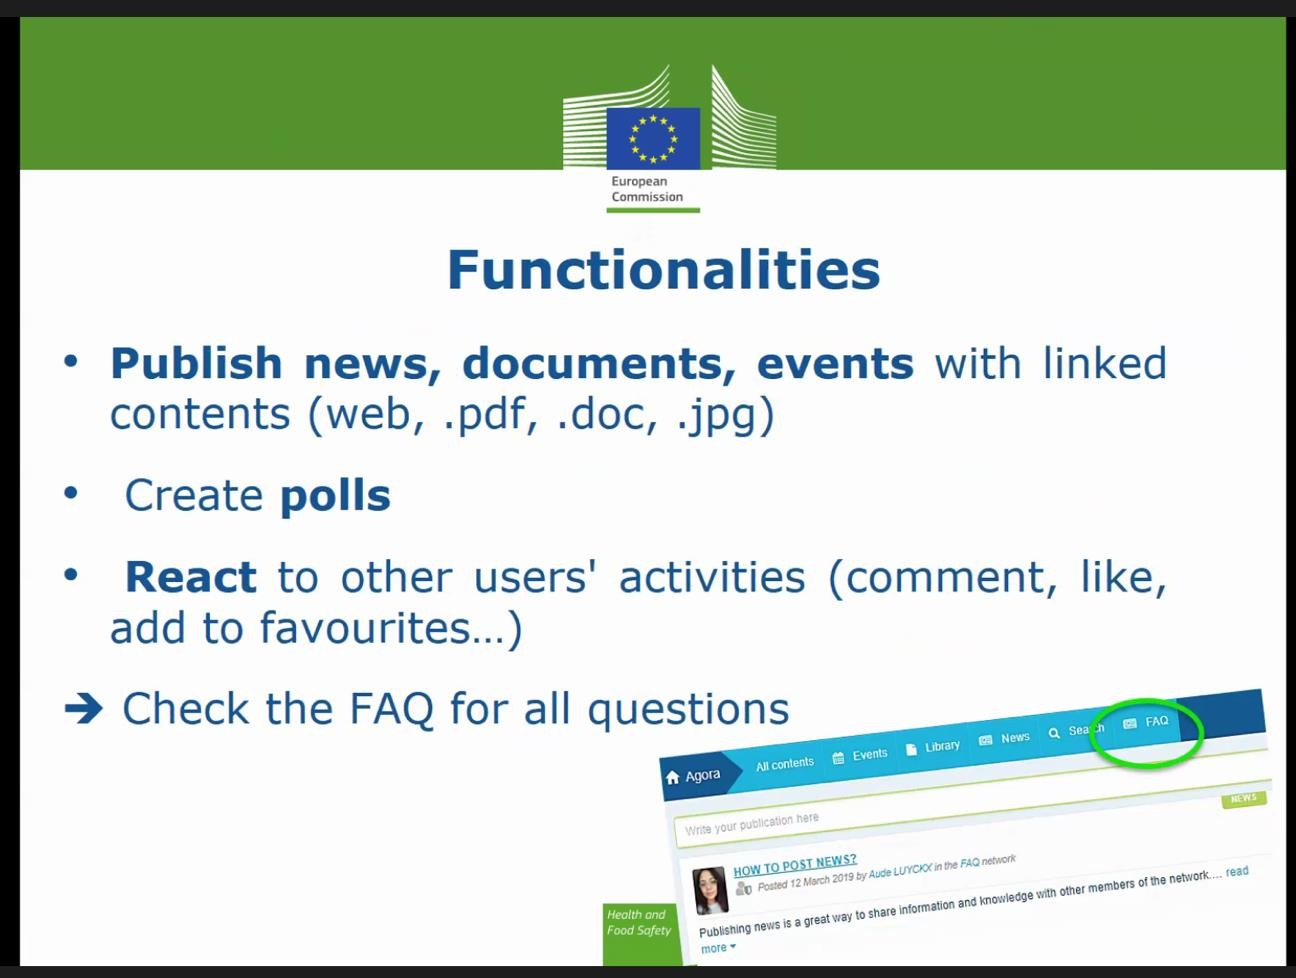 European
Commission
Functionalities
• Publish news, documents, events with linked
contents (web, .pdf, .doc, .jpg)
• Create polls
• React to other users' activities (comment, like,
add to favourites...)
➔ Check the FAQ for all questions
Agora All contents Events Library News Search FAQ
Write your publication here
NEWS
HOW TO POST NEWS?
Posted 12 March 2019 by Aude LUYCKX in the FAQ network
Publishing news is a great way to share information and knowledge with other members of the network.... read
more
Health and
Food Safety